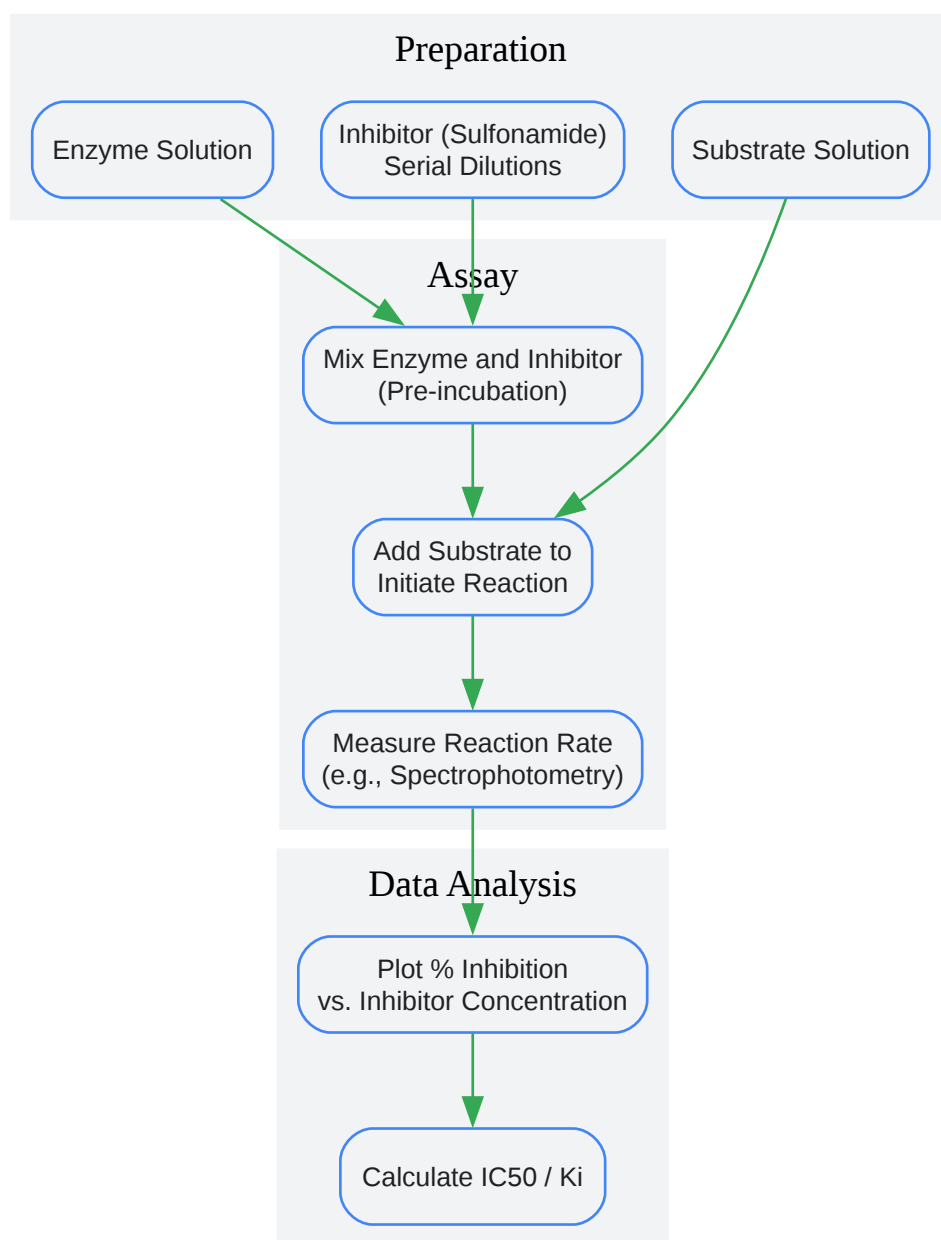 Preparation
Enzyme Solution
Inhibitor (Sulfonamide)
Serial Dilutions
Substrate Solution
Assay
Mix Enzyme and Inhibitor
(Pre-incubation)
Add Substrate to
Initiate Reaction
Measure Reaction Rate
(e.g., Spectrophotometry)
Data Analysis
Plot % Inhibition
vs. Inhibitor Concentration
Calculate IC50 / Ki